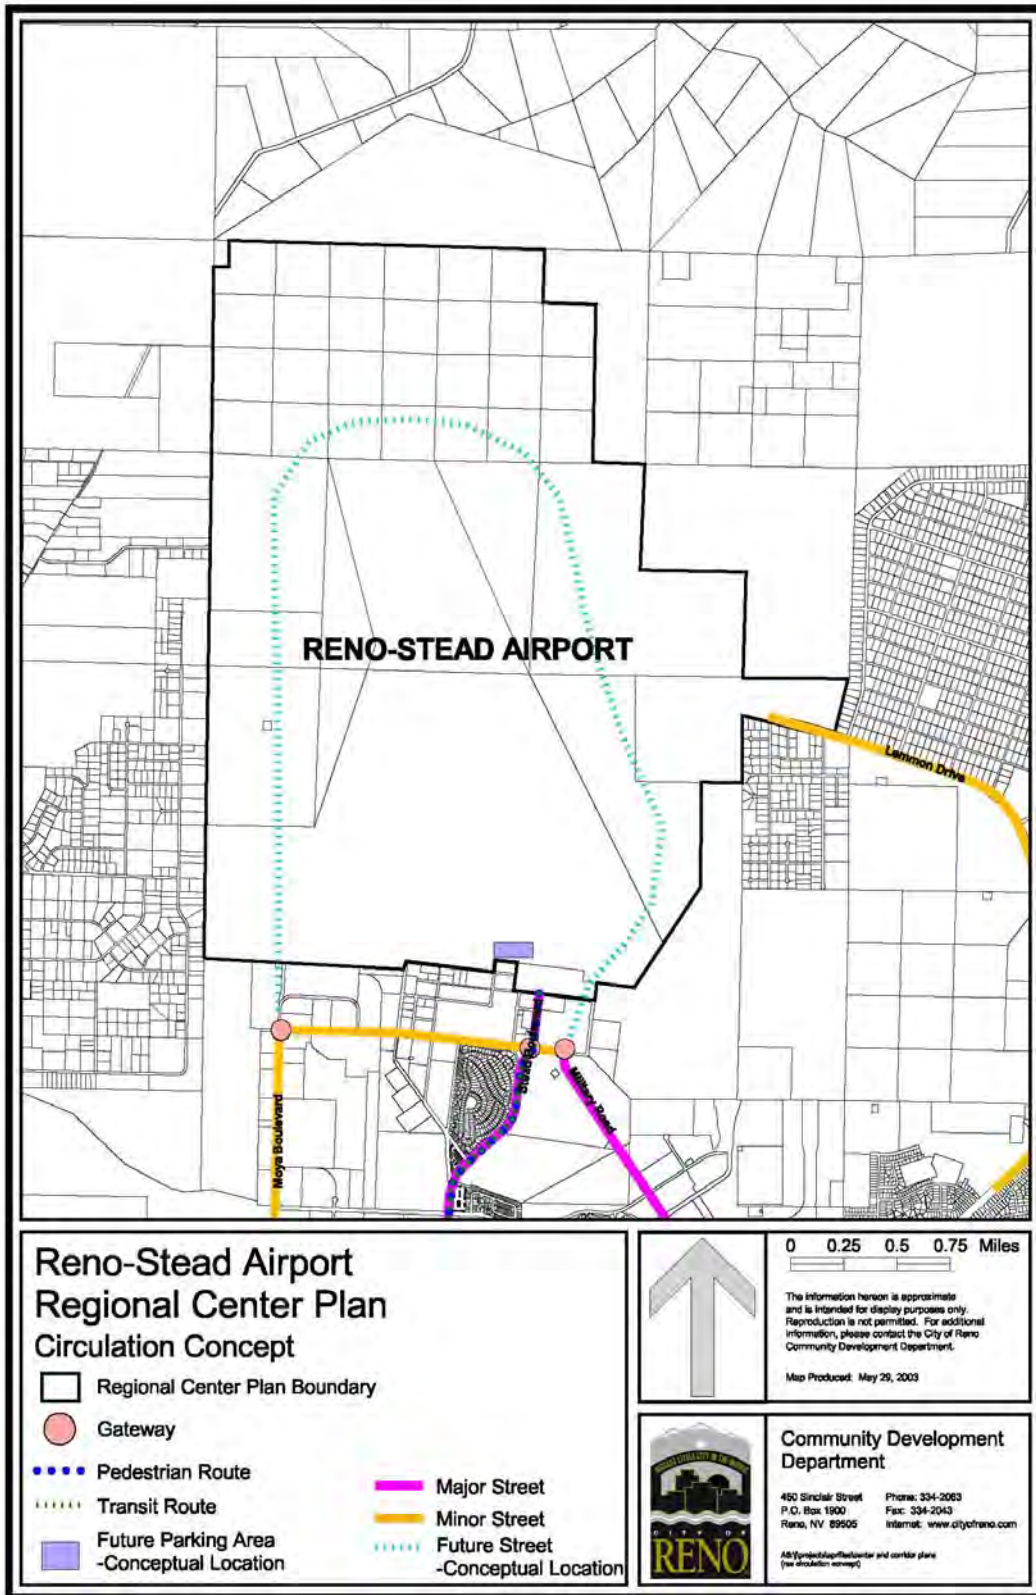 RENO-STEAD AIRPORT
Lemmon Drive
Moya Boulevard
Military Road
Reno-Stead Airport
Regional Center Plan
Circulation Concept
Regional Center Plan Boundary
Gateway
Pedestrian Route
Transit Route
Future Parking Area
-Conceptual Location
Major Street
Minor Street
Future Street
-Conceptual Location
0 0.25 0.5 0.75 Miles
The information hereon is approximate
and is intended for display purposes only.
Reproduction is not permitted. For additional
information, please contact the City of Reno
Community Development Department.
Map Produced: May 29, 2003
CITY OF
RENO
Community Development
Department
450 Sinclair Street Phone: 334-2063
P.O. Box 1900 Fax: 334-2043
Reno, NV 89505 Internet: www.cityofreno.com